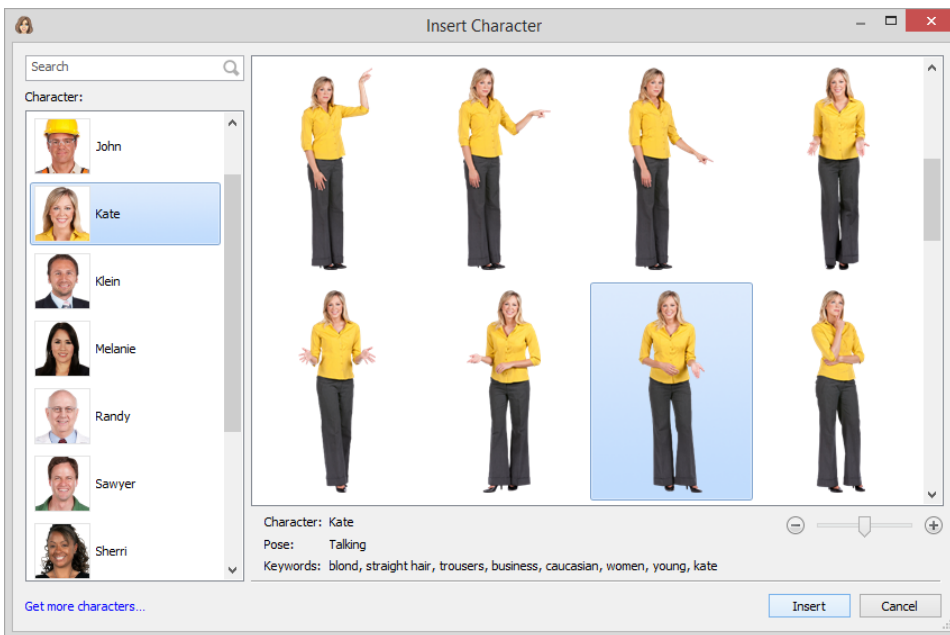 Insert Character
Search
Character:
John
Kate
Klein
Melanie
Randy
Sawyer
Sherri
Character: Kate
Pose: Talking
Keywords: blond, straight hair, trousers, business, caucasian, women, young, kate
Get more characters...
Insert
Cancel